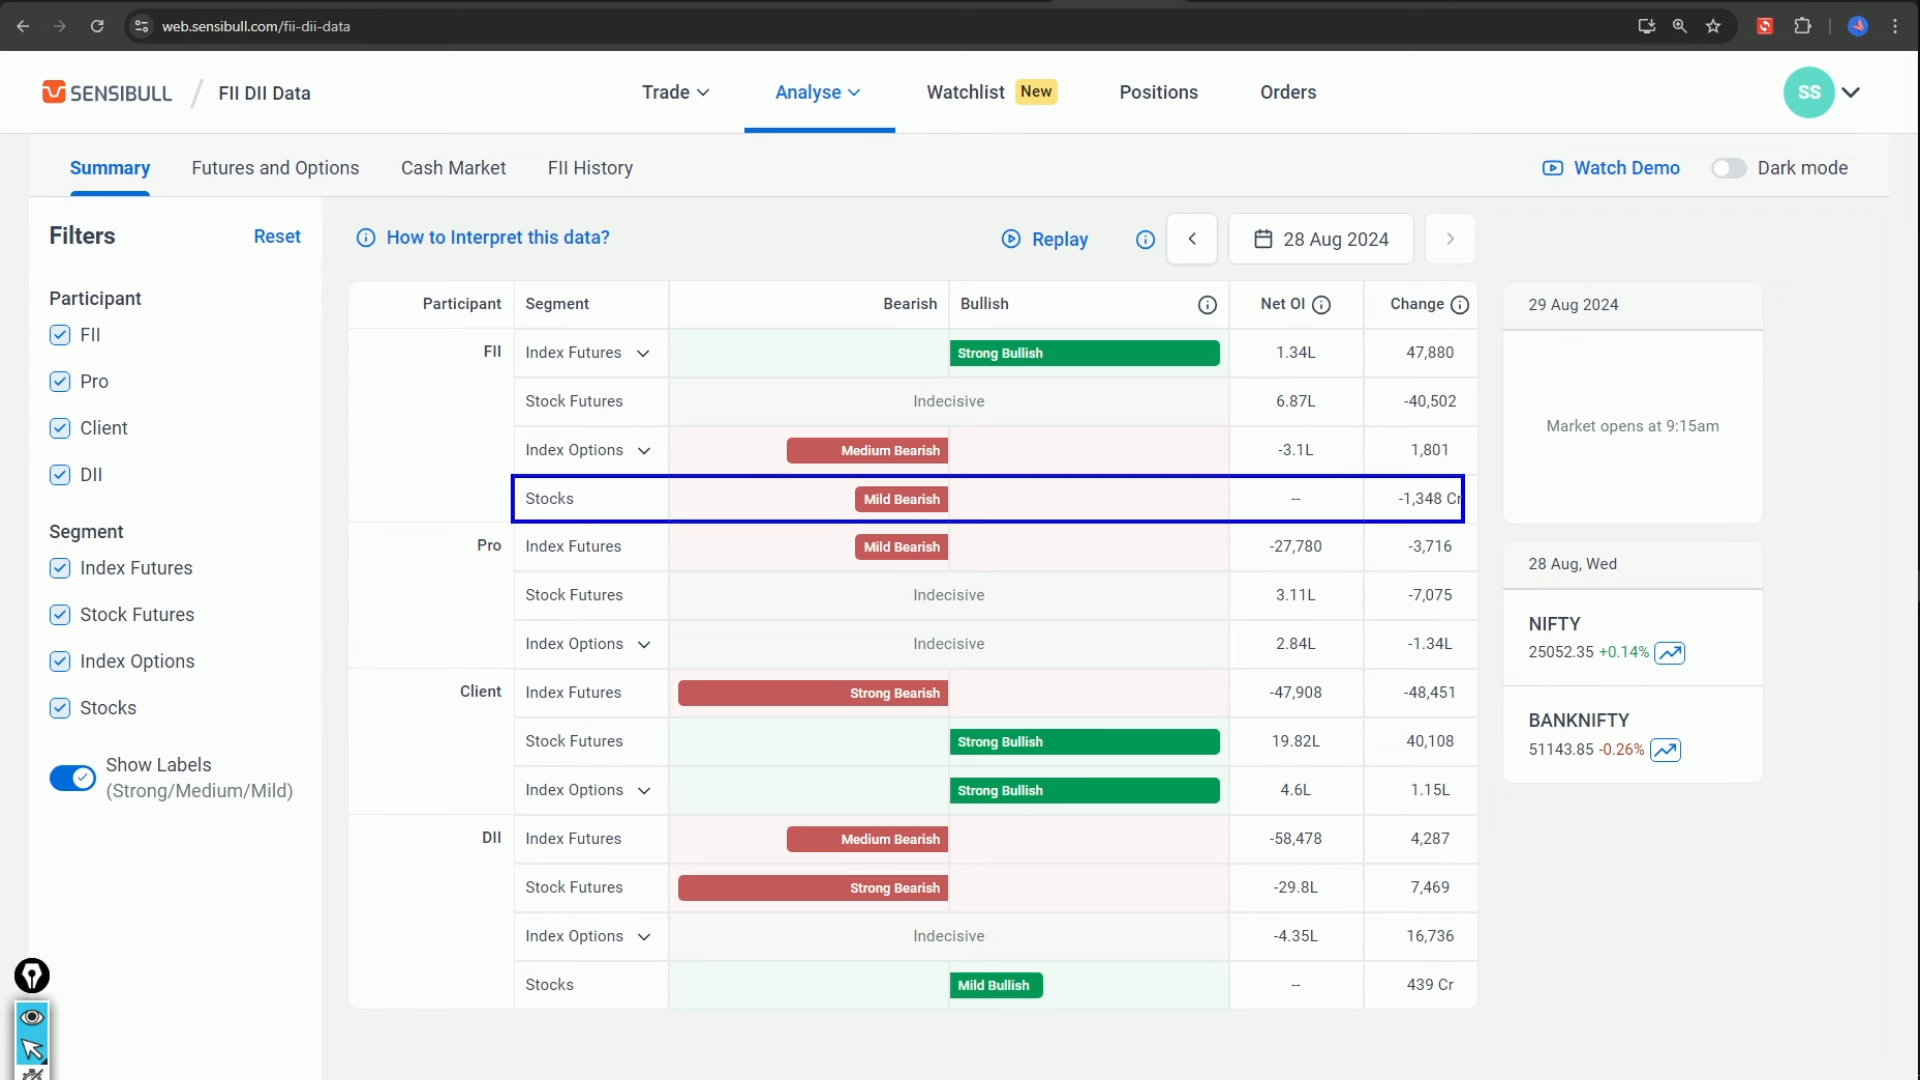 web.sensibull.com/fii-dii-data
SENSIBULL / FII DII Data
Trade Analyse Watchlist New Positions Orders
SS
Summary Futures and Options Cash Market FII History
Watch Demo Dark mode
Filters Reset
How to Interpret this data?
Replay
28 Aug 2024
Participant
FII
Pro
Client
DII
Segment
Index Futures
Stock Futures
Index Options
Stocks
Show Labels
(Strong/Medium/Mild)
Participant Segment Bearish Bullish Net OI Change
FII Index Futures Strong Bullish 1.34L 47,880
Stock Futures Indecisive 6.87L -40,502
Index Options Medium Bearish -3.1L 1,801
Stocks Mild Bearish -- -1,348 Cr
Pro Index Futures Mild Bearish -27,780 -3,716
Stock Futures Indecisive 3.11L -7,075
Index Options Indecisive 2.84L -1.34L
Client Index Futures Strong Bearish -47,908 -48,451
Stock Futures Strong Bullish 19.82L 40,108
Index Options Strong Bullish 4.6L 1.15L
DII Index Futures Medium Bearish -58,478 4,287
Stock Futures Strong Bearish -29.8L 7,469
Index Options Indecisive -4.35L 16,736
Stocks Mild Bullish -- 439 Cr
29 Aug 2024
Market opens at 9:15am
28 Aug, Wed
NIFTY
25052.35 +0.14%
BANKNIFTY
51143.85 -0.26%